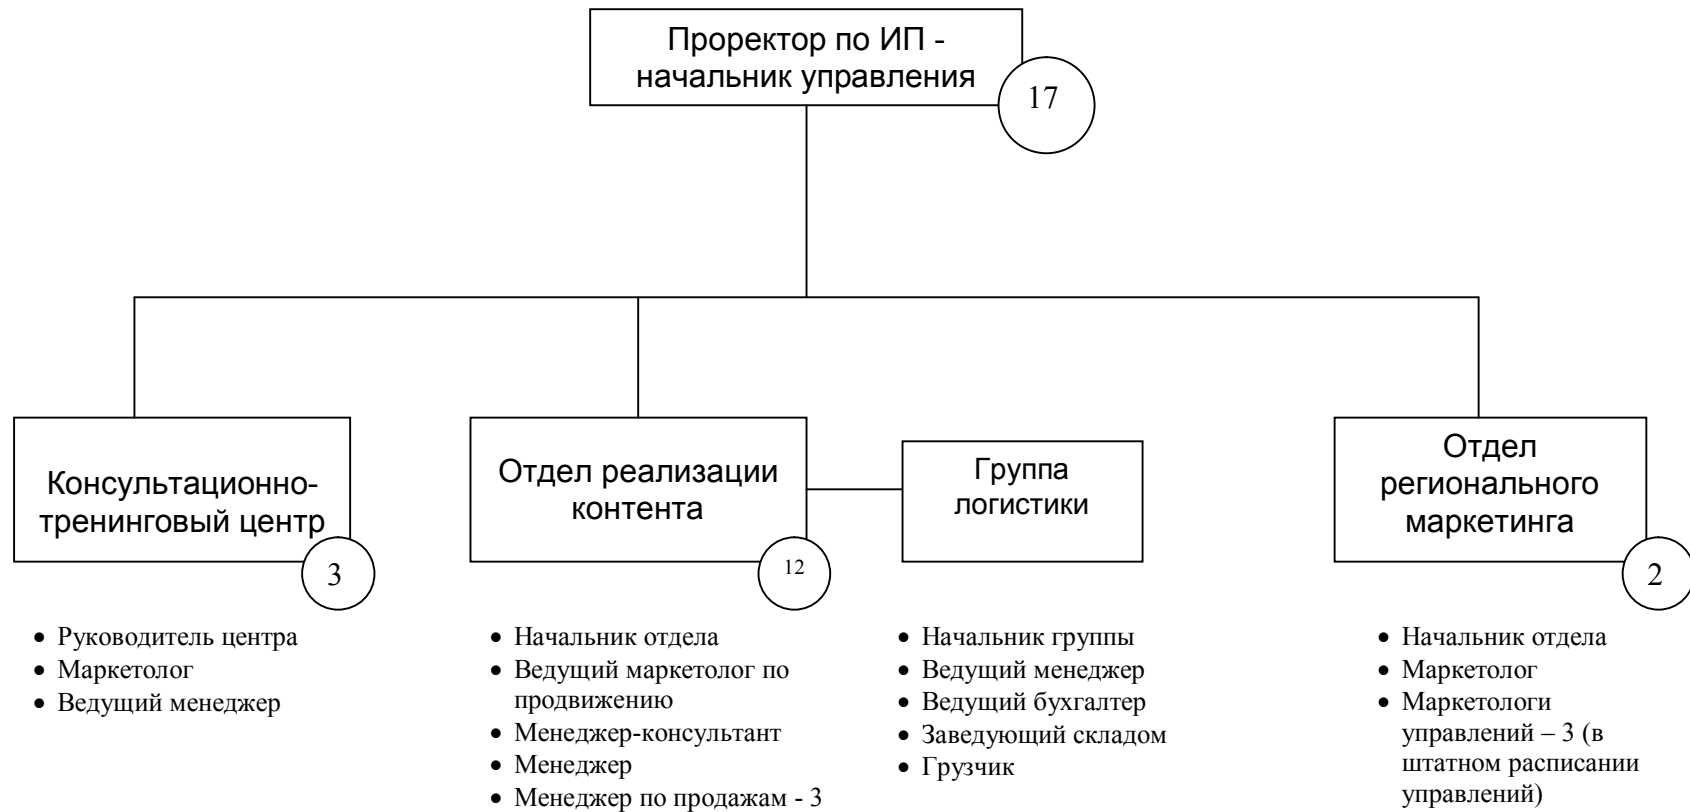 Проректор по ИП -
начальник управления
17
Консультационно-
тренинговый центр
3
Отдел реализации
контента
12
Группа
логистики
Отдел
регионального
маркетинга
2
• Руководитель центра
• Маркетолог
• Ведущий менеджер
• Начальник отдела
• Ведущий маркетолог по
продвижению
• Менеджер-консультант
• Менеджер
• Менеджер по продажам - 3
• Начальник группы
• Ведущий менеджер
• Ведущий бухгалтер
• Заведующий складом
• Грузчик
• Начальник отдела
• Маркетолог
• Маркетологи
управлений – 3 (в
штатном расписании
управлений)